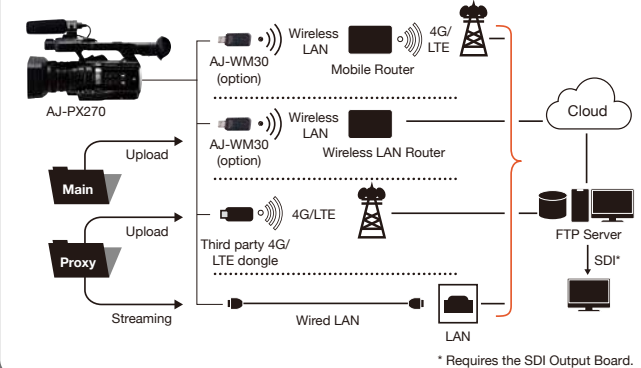 AJ-PX270
AJ-WM30
(option)
Wireless
LAN
Mobile Router
4G/
LTE
AJ-WM30
(option)
Wireless
LAN
Wireless LAN Router
Cloud
Upload
Main
Upload
Proxy
Streaming
Third party 4G/
LTE dongle
4G/LTE
FTP Server
SDI*
Wired LAN
LAN
* Requires the SDI Output Board.